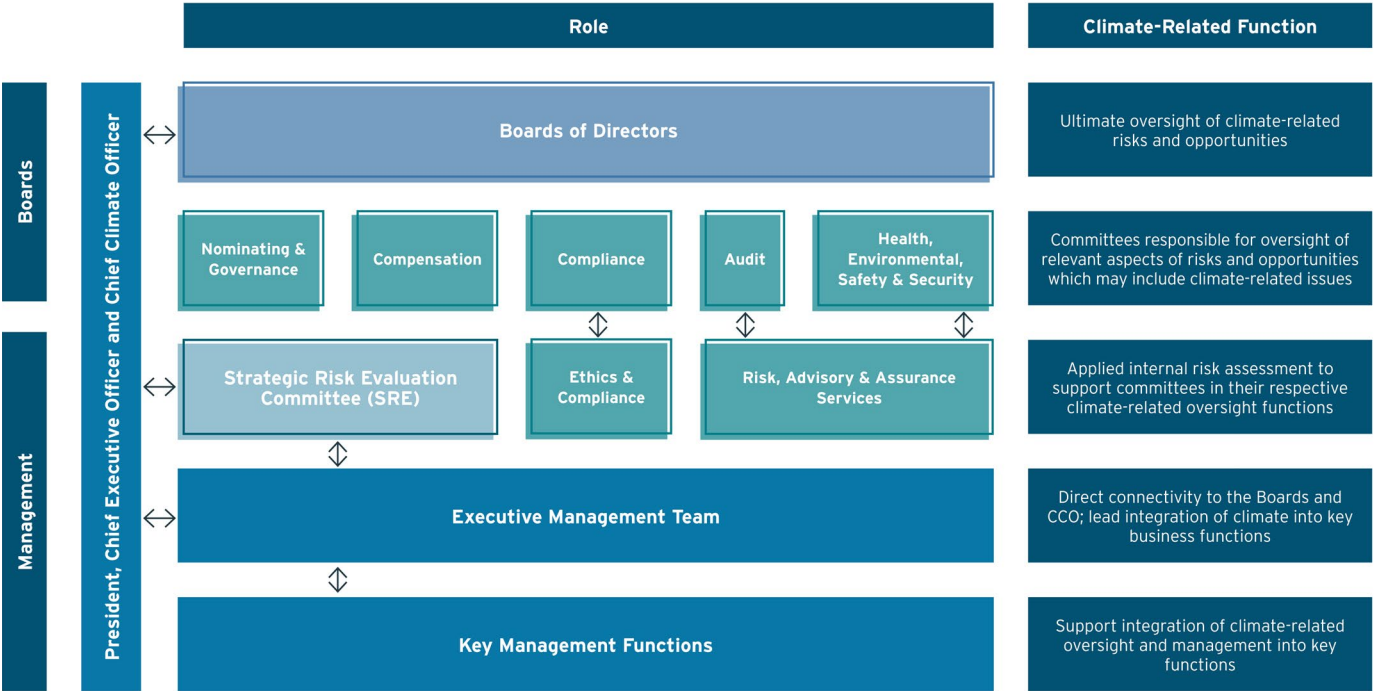 Role
Climate-Related Function
Boards
President, Chief Executive Officer and Chief Climate Officer
Boards of Directors
Ultimate oversight of climate-related
risks and opportunities
Nominating &
Governance
Compensation
Compliance
Audit
Health,
Environmental,
Safety & Security
Committees responsible for oversight of
relevant aspects of risks and opportunities
which may include climate-related issues
Management
Strategic Risk Evaluation
Committee (SRE)
Ethics &
Compliance
Risk, Advisory & Assurance
Services
Applied internal risk assessment to
support committees in their respective
climate-related oversight functions
Executive Management Team
Direct connectivity to the Boards and
CCO; lead integration of climate into key
business functions
Key Management Functions
Support integration of climate-related
oversight and management into key
functions